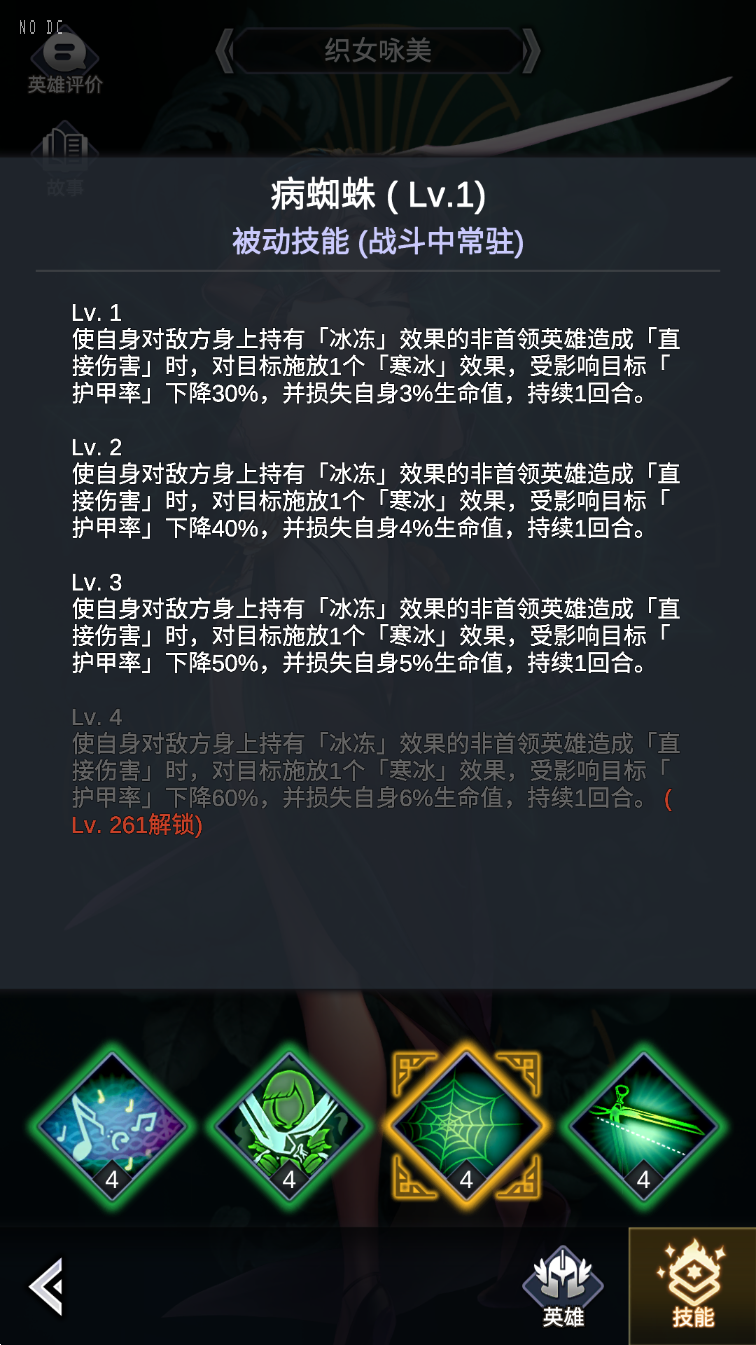 NO DC
织女咏美
英雄评价
故事
病蜘蛛 ( Lv.1)
被动技能 (战斗中常驻)
Lv. 1
使自身对敌方身上持有「冰冻」效果的非首领英雄造成「直
接伤害」时，对目标施放1个「寒冰」效果，受影响目标「
护甲率」下降30%，并损失自身3%生命值，持续1回合。
Lv. 2
使自身对敌方身上持有「冰冻」效果的非首领英雄造成「直
接伤害」时，对目标施放1个「寒冰」效果，受影响目标「
护甲率」下降40%，并损失自身4%生命值，持续1回合。
Lv. 3
使自身对敌方身上持有「冰冻」效果的非首领英雄造成「直
接伤害」时，对目标施放1个「寒冰」效果，受影响目标「
护甲率」下降50%，并损失自身5%生命值，持续1回合。
Lv. 4
使自身对敌方身上持有「冰冻」效果的非首领英雄造成「直
接伤害」时，对目标施放1个「寒冰」效果，受影响目标「
护甲率」下降60%，并损失自身6%生命值，持续1回合。 (
Lv. 261解锁)
4
4
4
4
英雄
技能